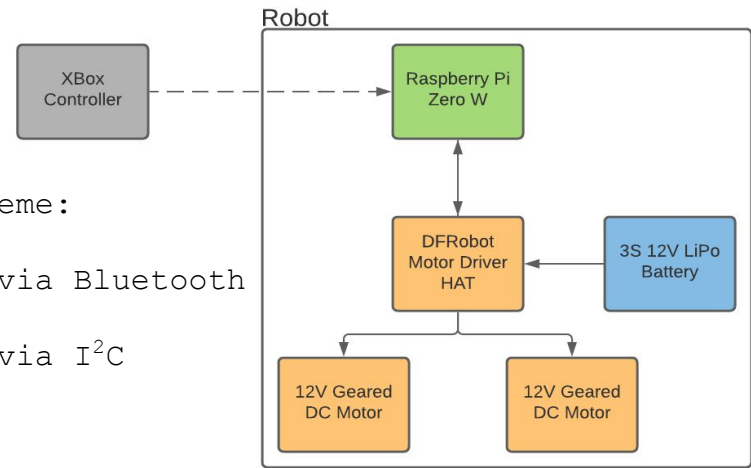 Robot
XBox
Controller
Raspberry Pi
Zero W
eme:
via Bluetooth
via I²C
DFRobot
Motor Driver
HAT
3S 12V LiPo
Battery
12V Geared
DC Motor
12V Geared
DC Motor